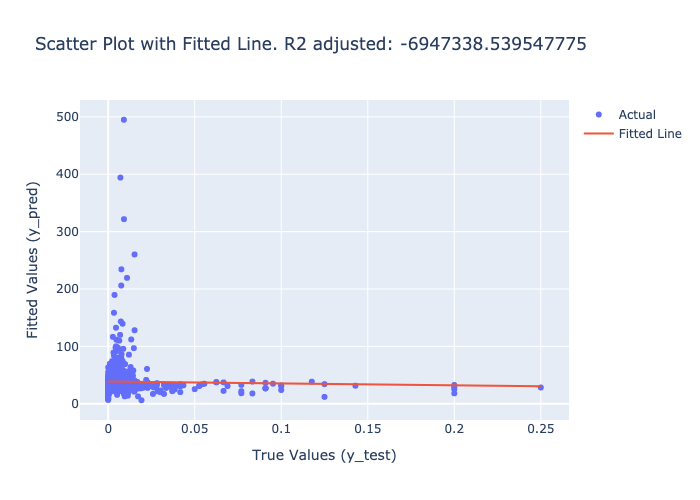 Scatter Plot with Fitted Line. R2 adjusted: -6947338.539547775
Actual
Fitted Line
500
400
300
200
100
0
Fitted Values (y_pred)
0
0.05
0.1
0.15
0.2
0.25
True Values (y_test)